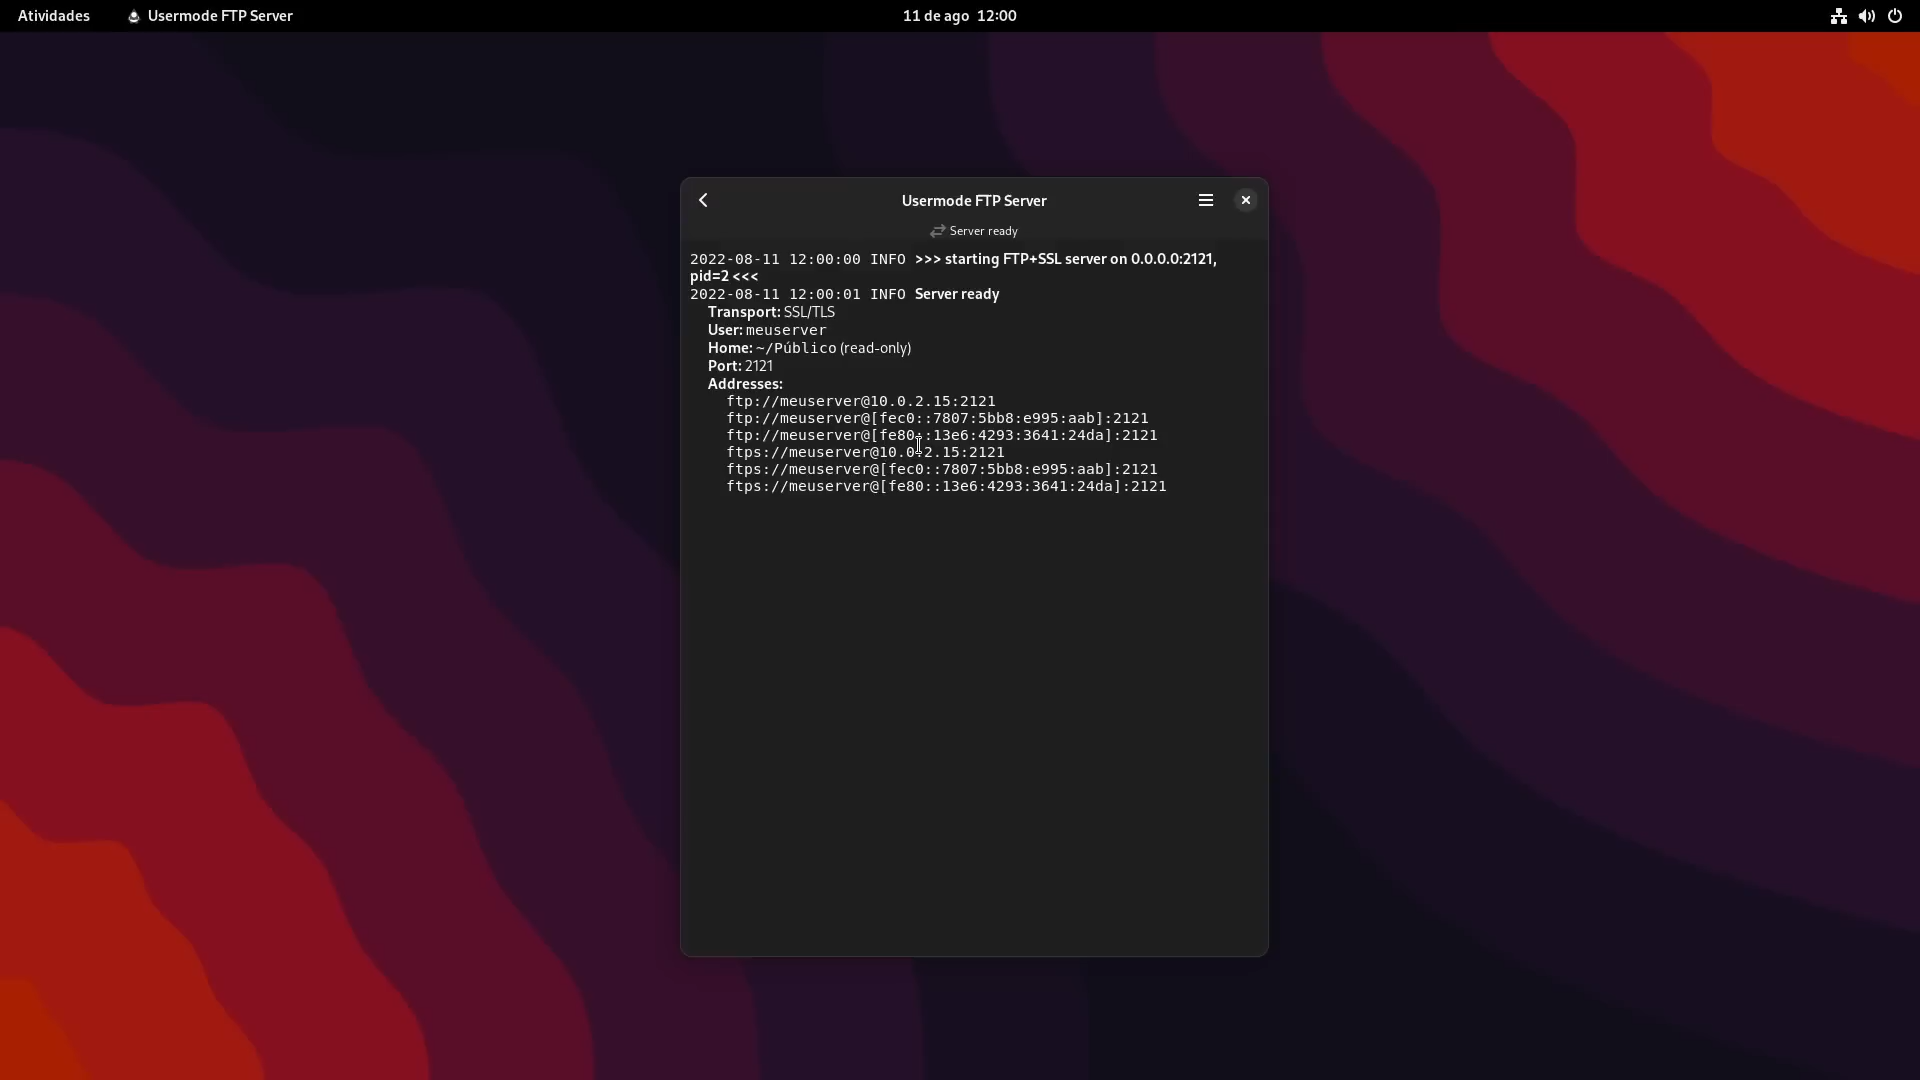 Atividades Usermode FTP Server 11 de ago 12:00
Usermode FTP Server
Server ready
2022-08-11 12:00:00 INFO >>> starting FTP+SSL server on 0.0.0.0:2121,
pid=2 <<<
2022-08-11 12:00:01 INFO Server ready
Transport: SSL/TLS
User: meuserver
Home: ~/Público (read-only)
Port: 2121
Addresses:
ftp://meuserver@10.0.2.15:2121
ftp://meuserver@[fec0::7807:5bb8:e995:aab]:2121
ftp://meuserver@[fe80::13e6:4293:3641:24da]:2121
ftps://meuserver@10.0.2.15:2121
ftps://meuserver@[fec0::7807:5bb8:e995:aab]:2121
ftps://meuserver@[fe80::13e6:4293:3641:24da]:2121